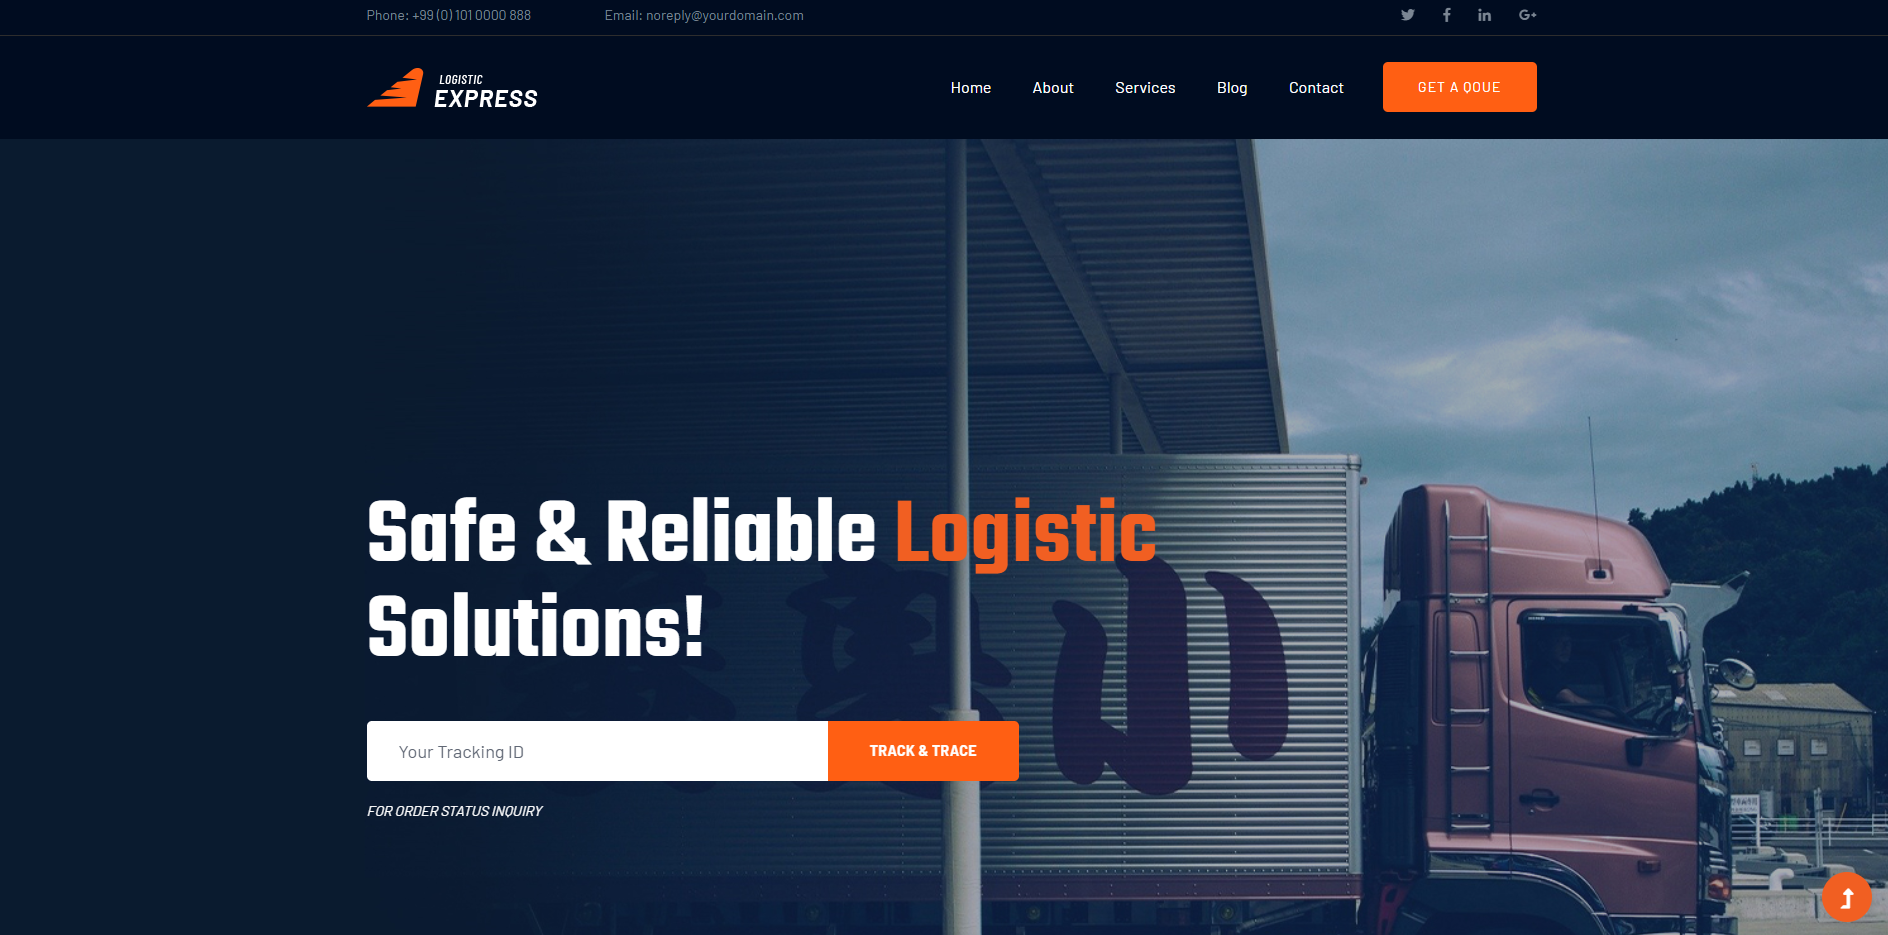 Phone: +99 (0) 101 0000 888
Email: noreply@yourdomain.com
LOGISTIC
EXPRESS
Home
About
Services
Blog
Contact
GET A QOUE
Safe & Reliable Logistic
Solutions!
Your Tracking ID
TRACK & TRACE
FOR ORDER STATUS INQUIRY
小